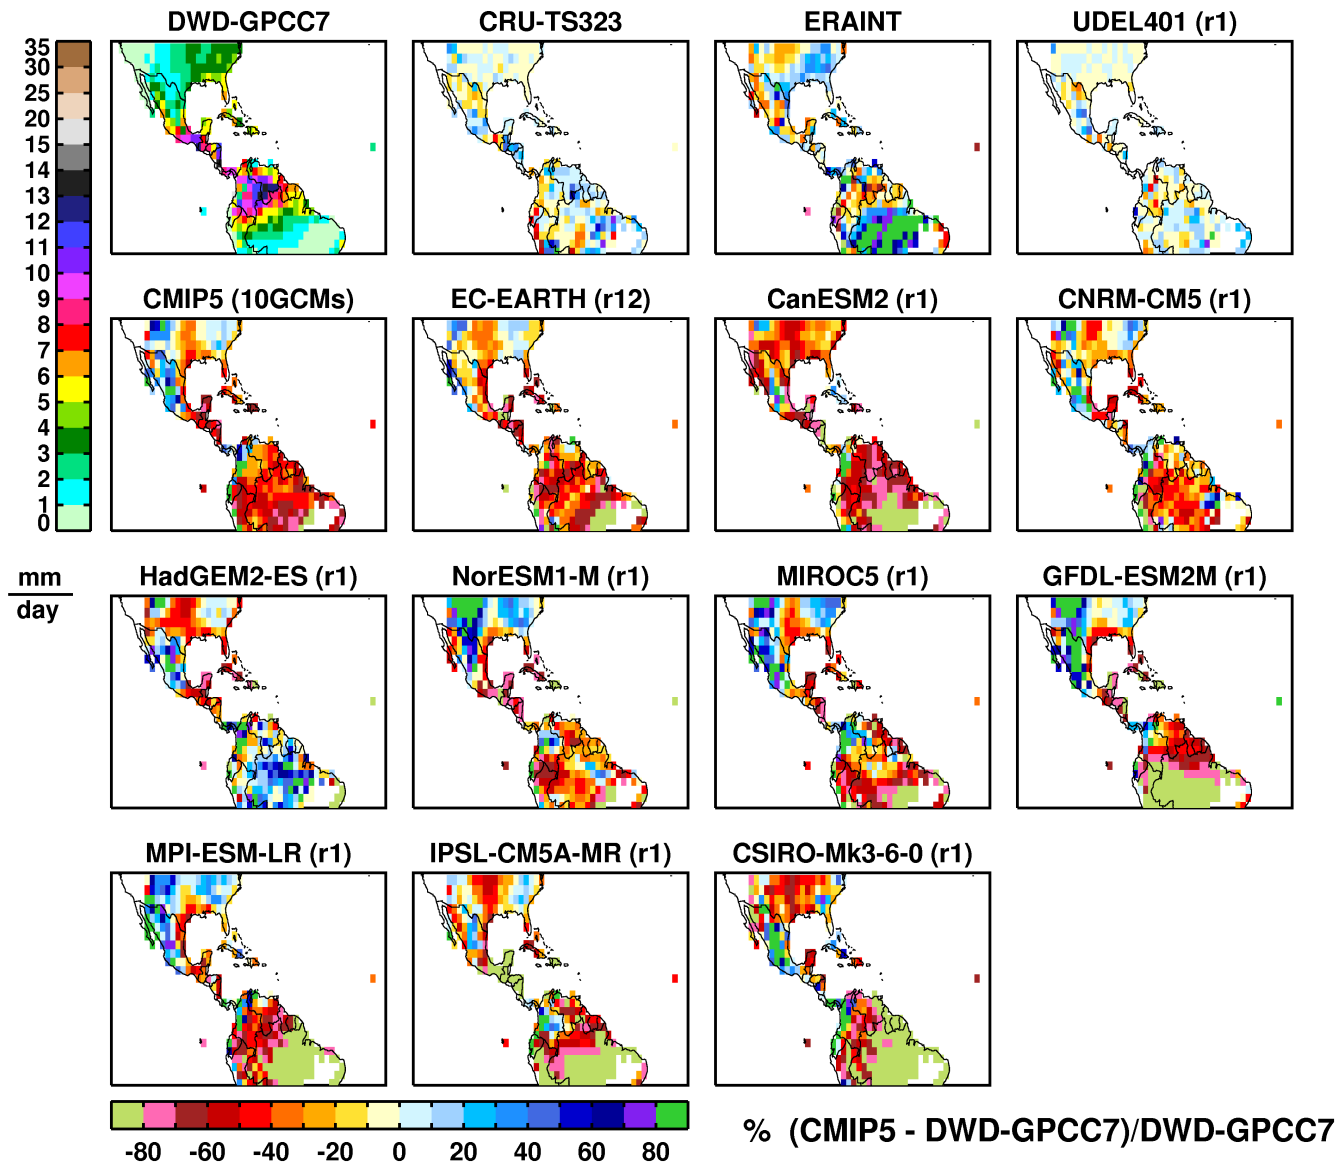 DWD-GPCC7 CRU-TS323 ERAINT UDEL401 (r1)
35
30
25
20
15
14
13
12
11
10
9
8
7
6
5
4
3
2
1
0
mm
day
CMIP5 (10GCMs) EC-EARTH (r12) CanESM2 (r1) CNRM-CM5 (r1)
HadGEM2-ES (r1) NorESM1-M (r1) MIROC5 (r1) GFDL-ESM2M (r1)
MPI-ESM-LR (r1) IPSL-CM5A-MR (r1) CSIRO-Mk3-6-0 (r1)
-80 -60 -40 -20 0 20 40 60 80
% (CMIP5 - DWD-GPCC7)/DWD-GPCC7